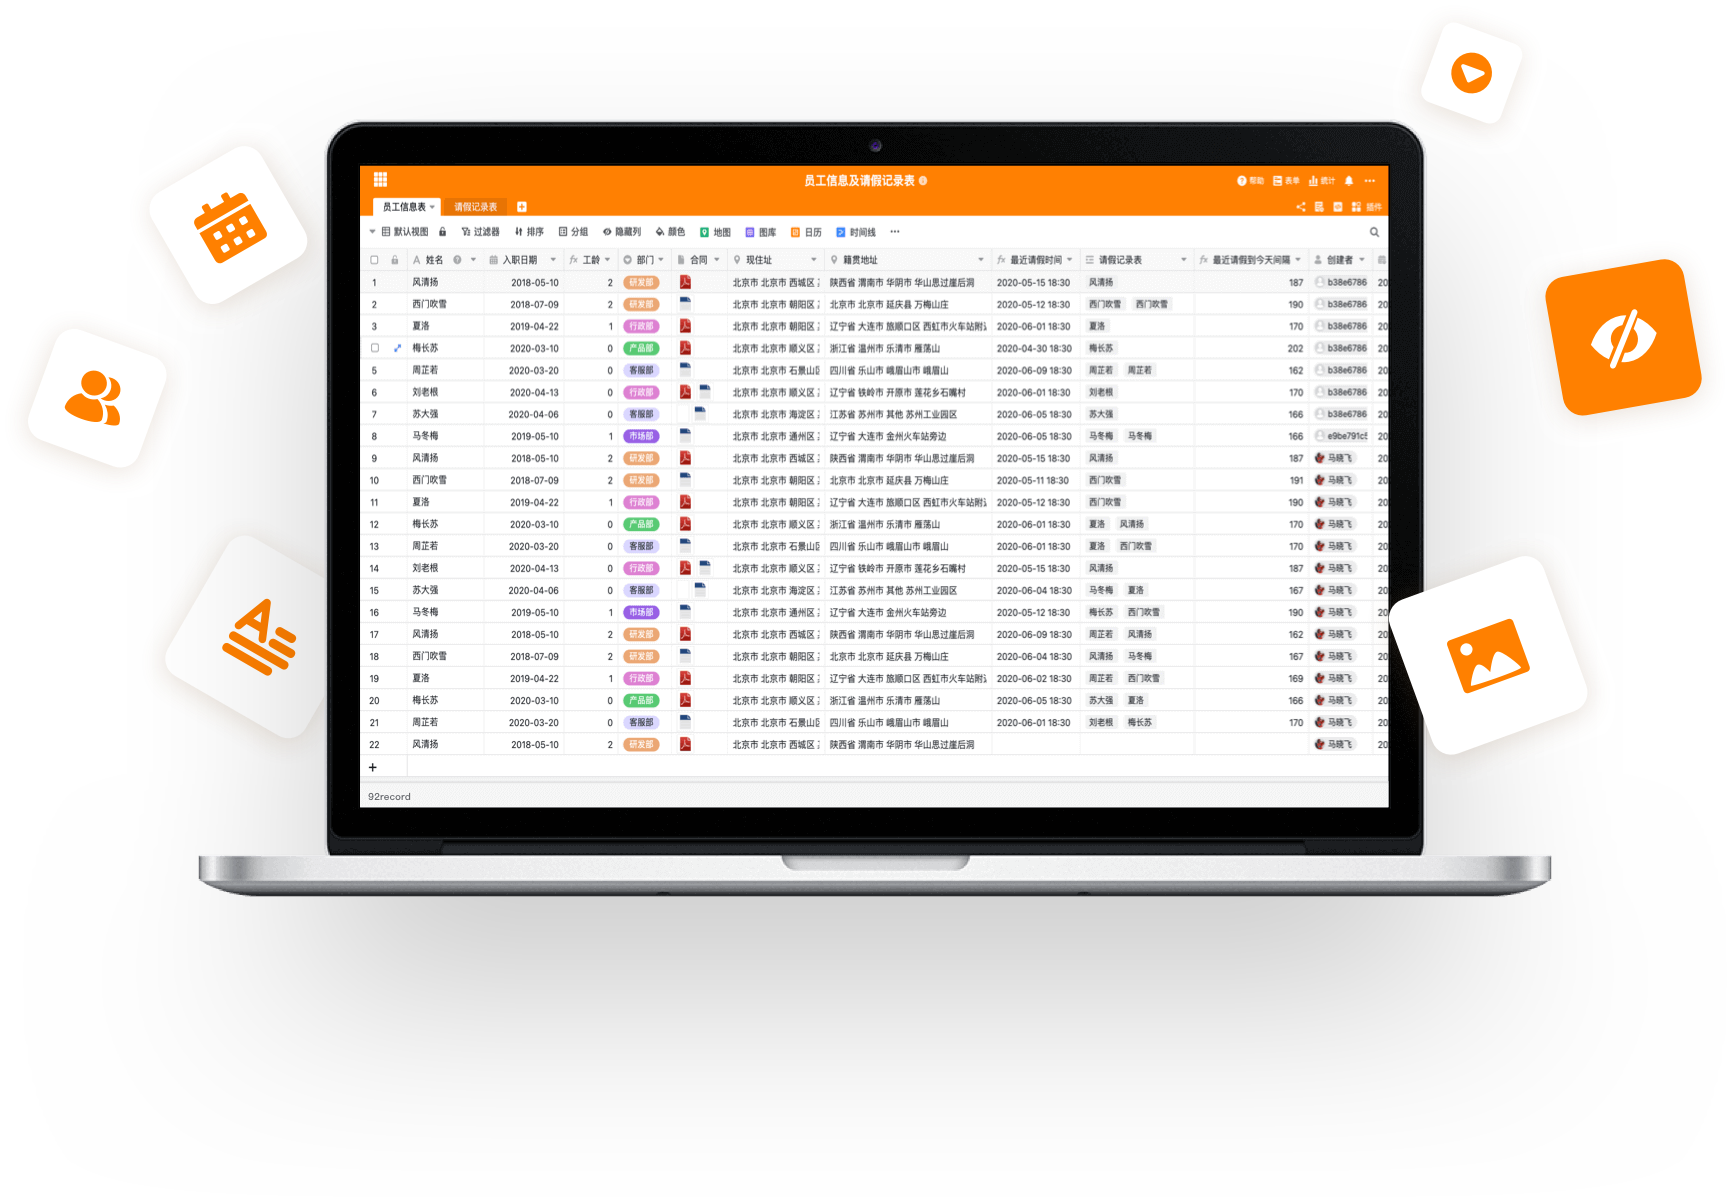 员工信息及请假记录表
帮助 表单 统计
员工信息表 请假记录表 插件
默认视图 过滤器 排序 分组 隐藏列 颜色 地图 图库 日历 时间线
姓名 入职日期 工龄 部门 合同 现住址 籍贯地址 最近请假时间 请假记录表 最近请假到今天间隔 创建者
1 风清扬 2018-05-10 2 研发部 北京市 北京市 西城区 陕西省 渭南市 华阴市 华山思过崖后洞 2020-05-15 18:30 风清扬 187 b38e6786 20
2 西门吹雪 2018-07-09 2 研发部 北京市 北京市 朝阳区 北京市 北京市 延庆县 万梅山庄 2020-05-12 18:30 西门吹雪 西门吹雪 190 b38e6786 20
3 夏洛 2019-04-22 1 行政部 北京市 北京市 朝阳区 辽宁省 大连市 旅顺口区 西虹市火车站附 2020-06-01 18:30 夏洛 170 b38e6786 20
梅长苏 2020-03-10 0 产品部 北京市 北京市 顺义区 浙江省 温州市 乐清市 雁荡山 2020-04-30 18:30 梅长苏 202 b38e6786 20
5 周芷若 2020-03-20 0 客服部 北京市 北京市 石景山区 四川省 乐山市 峨眉山市 峨眉山 2020-06-09 18:30 周芷若 周芷若 162 b38e6786 20
6 刘老根 2020-04-13 0 行政部 北京市 北京市 顺义区 辽宁省 铁岭市 开原市 莲花乡石嘴村 2020-06-01 18:30 刘老根 170 b38e6786 20
7 苏大强 2020-04-06 0 客服部 北京市 北京市 海淀区 江苏省 苏州市 其他 苏州工业园区 2020-06-05 18:30 苏大强 166 b38e6786 20
8 马冬梅 2019-05-10 1 市场部 北京市 北京市 通州区 辽宁省 大连市 金州火车站旁边 2020-06-05 18:30 马冬梅 马冬梅 166 e9be791c5 20
9 风清扬 2018-05-10 2 研发部 北京市 北京市 西城区 陕西省 渭南市 华阴市 华山思过崖后洞 2020-05-15 18:30 风清扬 187 马晓飞 20
10 西门吹雪 2018-07-09 2 研发部 北京市 北京市 朝阳区 北京市 北京市 延庆县 万梅山庄 2020-05-11 18:30 西门吹雪 191 马晓飞 20
11 夏洛 2019-04-22 1 行政部 北京市 北京市 朝阳区 辽宁省 大连市 旅顺口区 西虹市火车站附 2020-05-12 18:30 西门吹雪 190 马晓飞 20
12 梅长苏 2020-03-10 0 产品部 北京市 北京市 顺义区 浙江省 温州市 乐清市 雁荡山 2020-06-01 18:30 夏洛 风清扬 170 马晓飞 20
13 周芷若 2020-03-20 0 客服部 北京市 北京市 石景山区 四川省 乐山市 峨眉山市 峨眉山 2020-06-01 18:30 夏洛 西门吹雪 170 马晓飞 20
14 刘老根 2020-04-13 0 行政部 北京市 北京市 顺义区 辽宁省 铁岭市 开原市 莲花乡石嘴村 2020-05-15 18:30 风清扬 187 马晓飞 20
15 苏大强 2020-04-06 0 客服部 北京市 北京市 海淀区 江苏省 苏州市 其他 苏州工业园区 2020-06-04 18:30 马冬梅 夏洛 167 马晓飞 20
16 马冬梅 2019-05-10 1 市场部 北京市 北京市 通州区 辽宁省 大连市 金州火车站旁边 2020-05-12 18:30 梅长苏 西门吹雪 190 马晓飞 20
17 风清扬 2018-05-10 2 研发部 北京市 北京市 西城区 陕西省 渭南市 华阴市 华山思过崖后洞 2020-06-09 18:30 周芷若 风清扬 162 马晓飞 20
18 西门吹雪 2018-07-09 2 研发部 北京市 北京市 朝阳区 北京市 北京市 延庆县 万梅山庄 2020-06-04 18:30 风清扬 马冬梅 167 马晓飞 20
19 夏洛 2019-04-22 1 行政部 北京市 北京市 朝阳区 辽宁省 大连市 旅顺口区 西虹市火车站附 2020-06-02 18:30 周芷若 西门吹雪 169 马晓飞 20
20 梅长苏 2020-03-10 0 产品部 北京市 北京市 顺义区 浙江省 温州市 乐清市 雁荡山 2020-06-05 18:30 苏大强 夏洛 166 马晓飞 20
21 周芷若 2020-03-20 0 客服部 北京市 北京市 石景山区 四川省 乐山市 峨眉山市 峨眉山 2020-06-01 18:30 刘老根 梅长苏 170 马晓飞 20
22 风清扬 2018-05-10 2 研发部 北京市 北京市 西城区 陕西省 渭南市 华阴市 华山思过崖后洞 马晓飞 20
92record